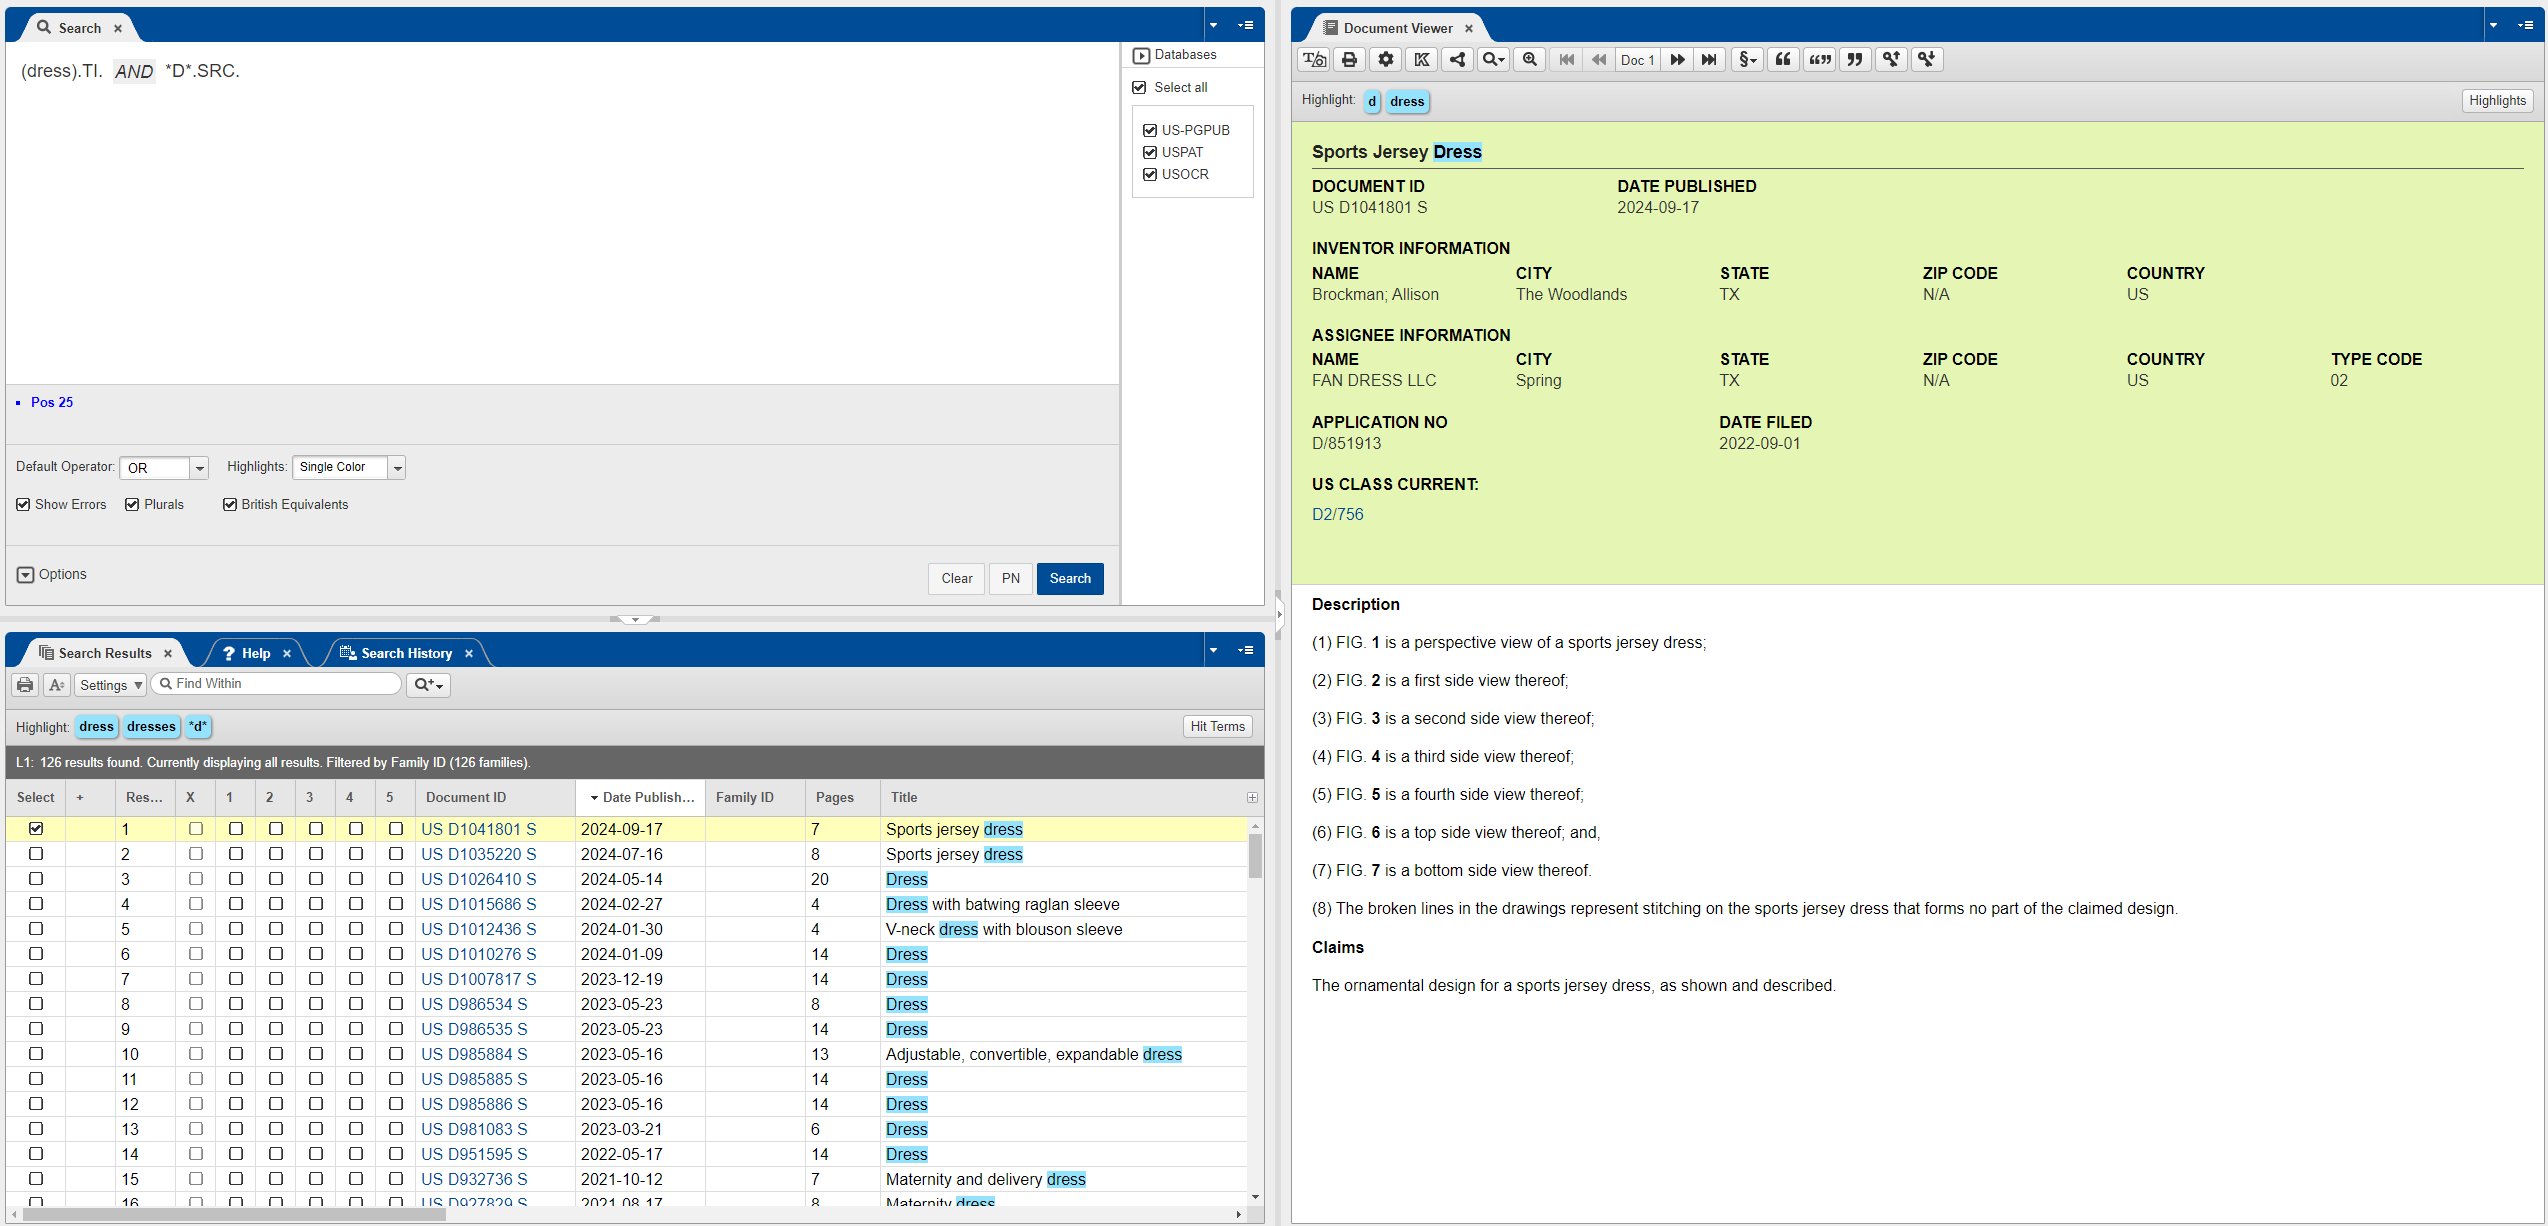 Search
(dress).TI. AND *D*.SRC.
Databases
Select all
US-PGPUB
USPAT
USOCR
Pos 25
Default Operator: OR Highlights: Single Color
Show Errors Plurals British Equivalents
Options
Clear PN Search
Search Results Help Search History
Settings Find Within
Highlight: dress dresses *d* Hit Terms
L1: 126 results found. Currently displaying all results. Filtered by Family ID (126 families).
Select + Res... X 1 2 3 4 5 Document ID Date Publish... Family ID Pages Title
1 US D1041801 S 2024-09-17 7 Sports jersey dress
2 US D1035220 S 2024-07-16 8 Sports jersey dress
3 US D1026410 S 2024-05-14 20 Dress
4 US D1015686 S 2024-02-27 4 Dress with batwing raglan sleeve
5 US D1012436 S 2024-01-30 4 V-neck dress with blouson sleeve
6 US D1010276 S 2024-01-09 14 Dress
7 US D1007817 S 2023-12-19 14 Dress
8 US D986534 S 2023-05-23 8 Dress
9 US D986535 S 2023-05-23 14 Dress
10 US D985884 S 2023-05-16 13 Adjustable, convertible, expandable dress
11 US D985885 S 2023-05-16 14 Dress
12 US D985886 S 2023-05-16 14 Dress
13 US D981083 S 2023-03-21 6 Dress
14 US D951595 S 2022-05-17 14 Dress
15 US D932736 S 2021-10-12 7 Maternity and delivery dress
16 US D927829 S 2021-08-17 8 Maternity dress
Document Viewer
Doc 1
Highlight: d dress Highlights
Sports Jersey Dress
DOCUMENT ID DATE PUBLISHED
US D1041801 S 2024-09-17
INVENTOR INFORMATION
NAME CITY STATE ZIP CODE COUNTRY
Brockman; Allison The Woodlands TX N/A US
ASSIGNEE INFORMATION
NAME CITY STATE ZIP CODE COUNTRY TYPE CODE
FAN DRESS LLC Spring TX N/A US 02
APPLICATION NO DATE FILED
D/851913 2022-09-01
US CLASS CURRENT:
D2/756
Description
(1) FIG. 1 is a perspective view of a sports jersey dress;
(2) FIG. 2 is a first side view thereof;
(3) FIG. 3 is a second side view thereof;
(4) FIG. 4 is a third side view thereof;
(5) FIG. 5 is a fourth side view thereof;
(6) FIG. 6 is a top side view thereof; and,
(7) FIG. 7 is a bottom side view thereof.
(8) The broken lines in the drawings represent stitching on the sports jersey dress that forms no part of the claimed design.
Claims
The ornamental design for a sports jersey dress, as shown and described.